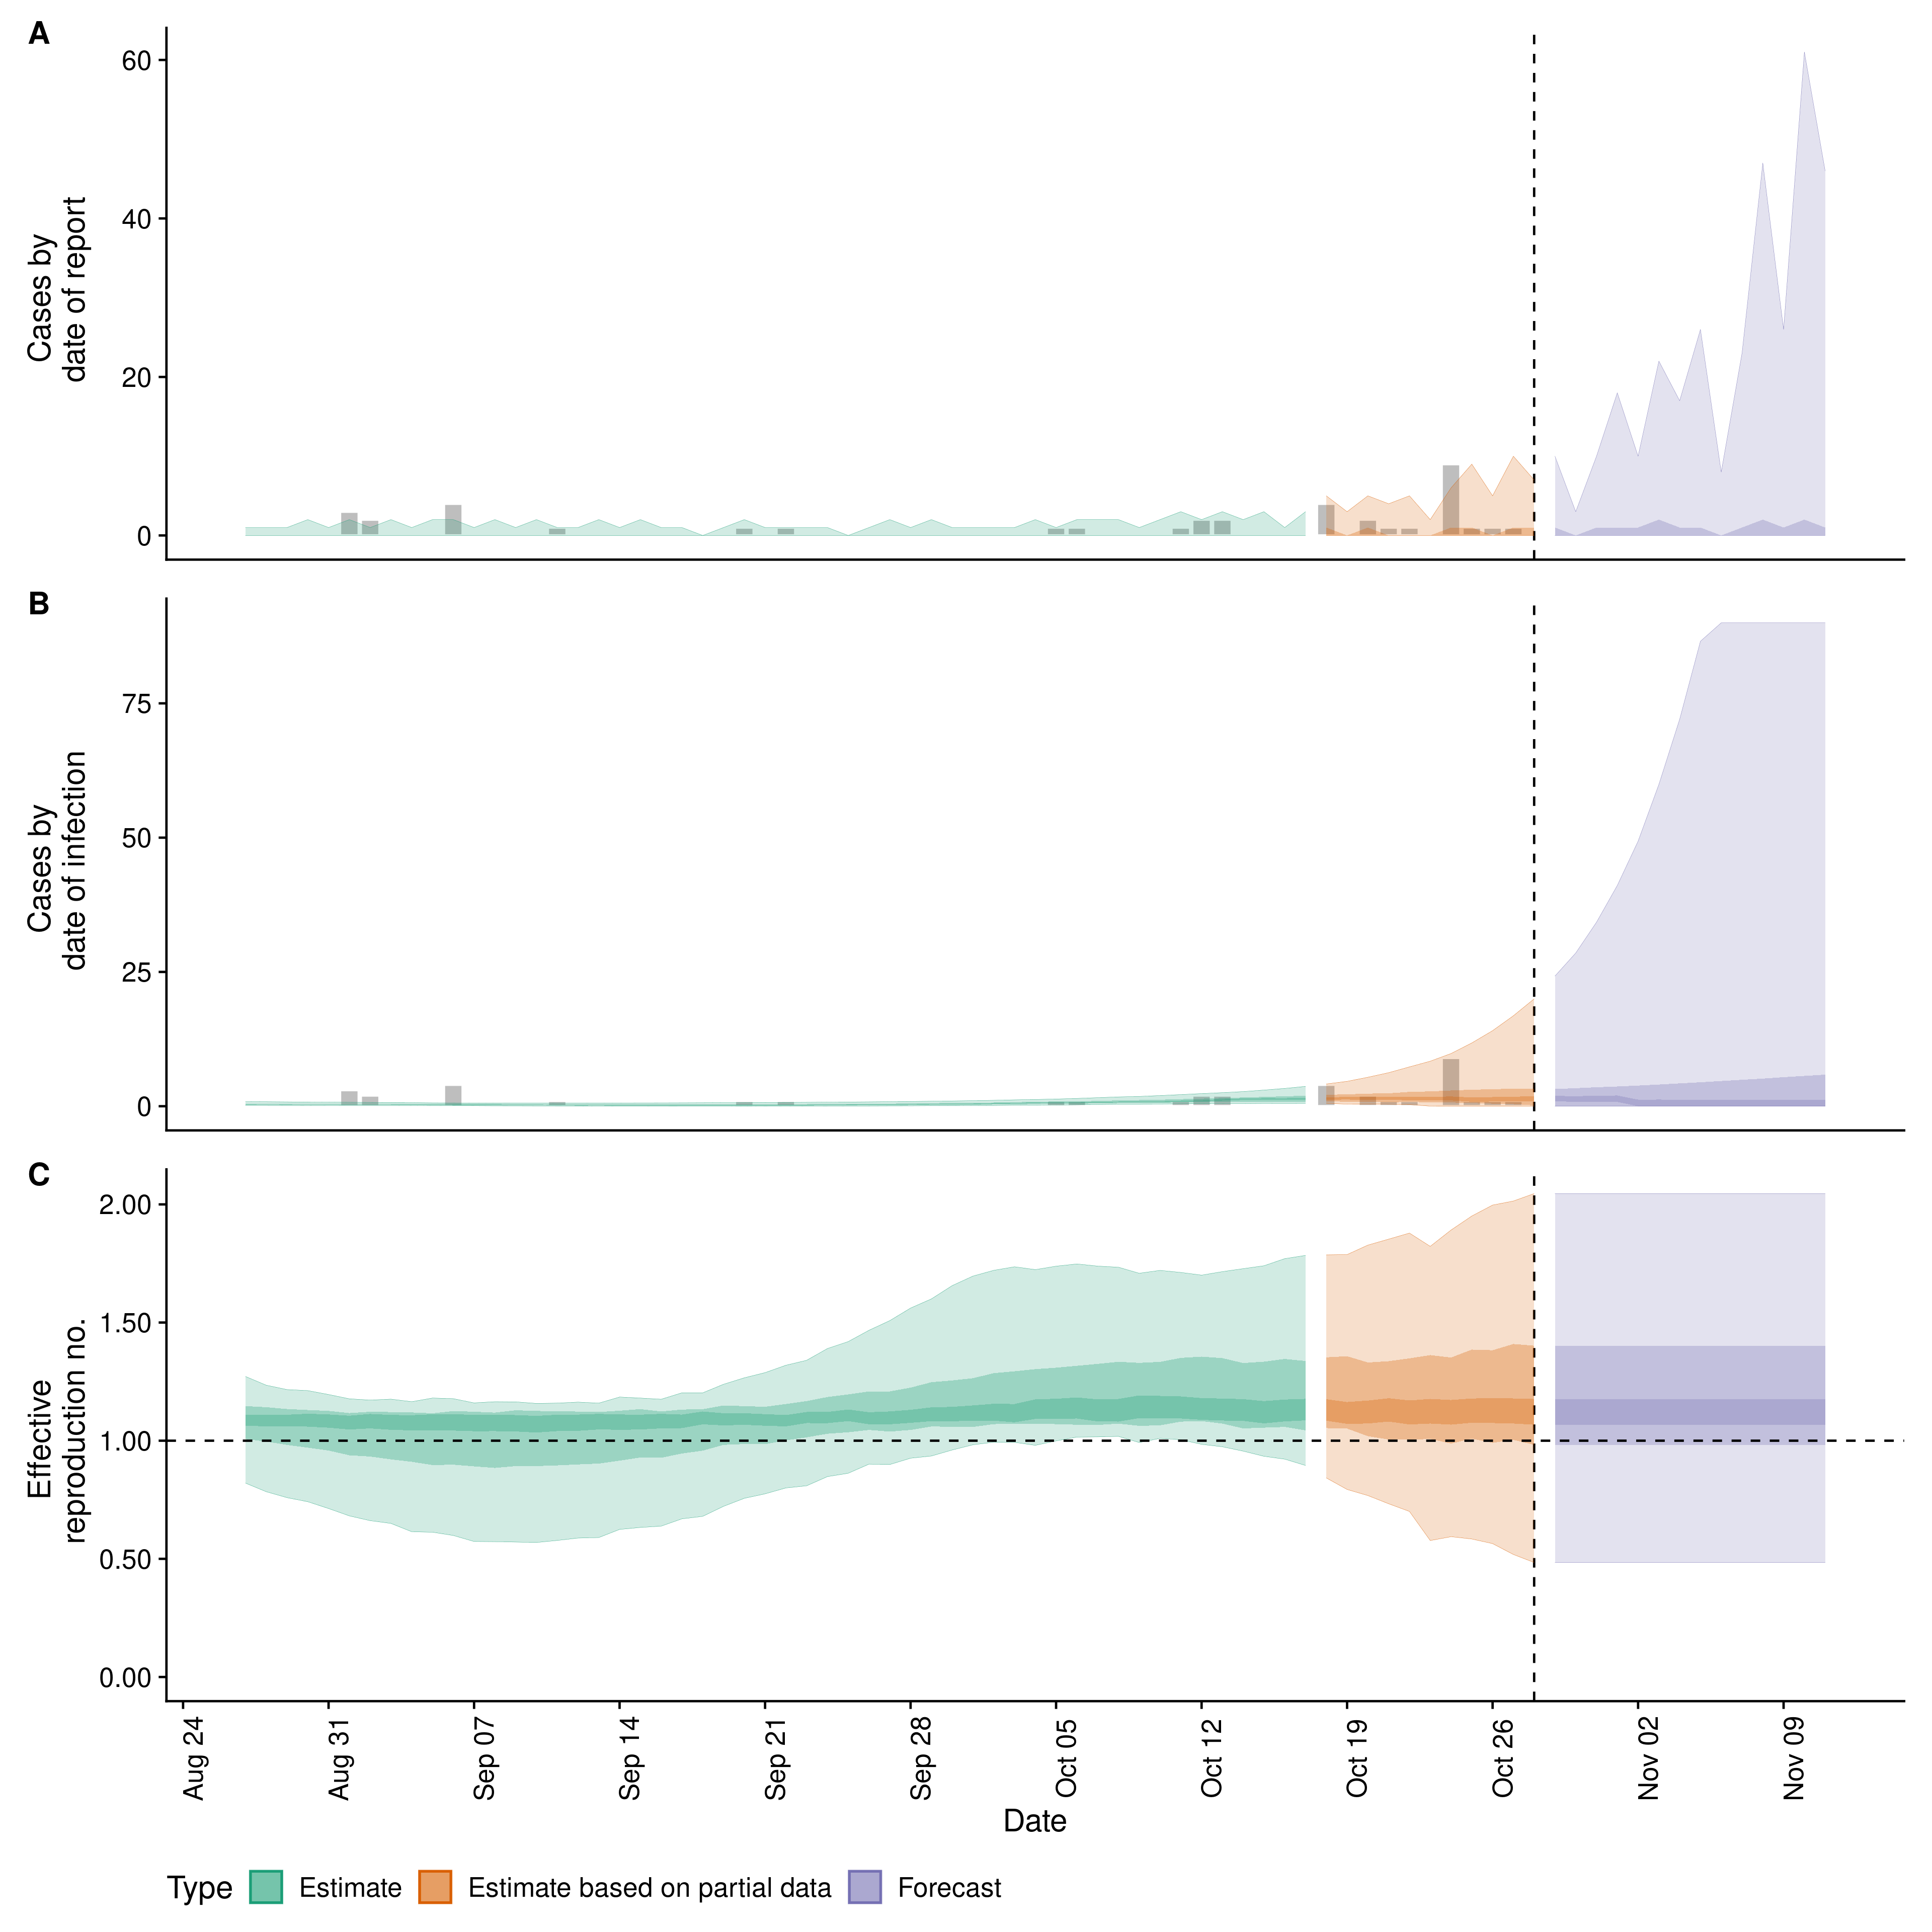 A
Cases by
date of report
60
40
20
0
B
Cases by
date of infection
75
50
25
0
C
Effective
reproduction no.
2.00
1.50
1.00
0.50
0.00
Aug 24
Aug 31
Sep 07
Sep 14
Sep 21
Sep 28
Oct 05
Oct 12
Oct 19
Oct 26
Nov 02
Nov 09
Date
Type Estimate Estimate based on partial data Forecast